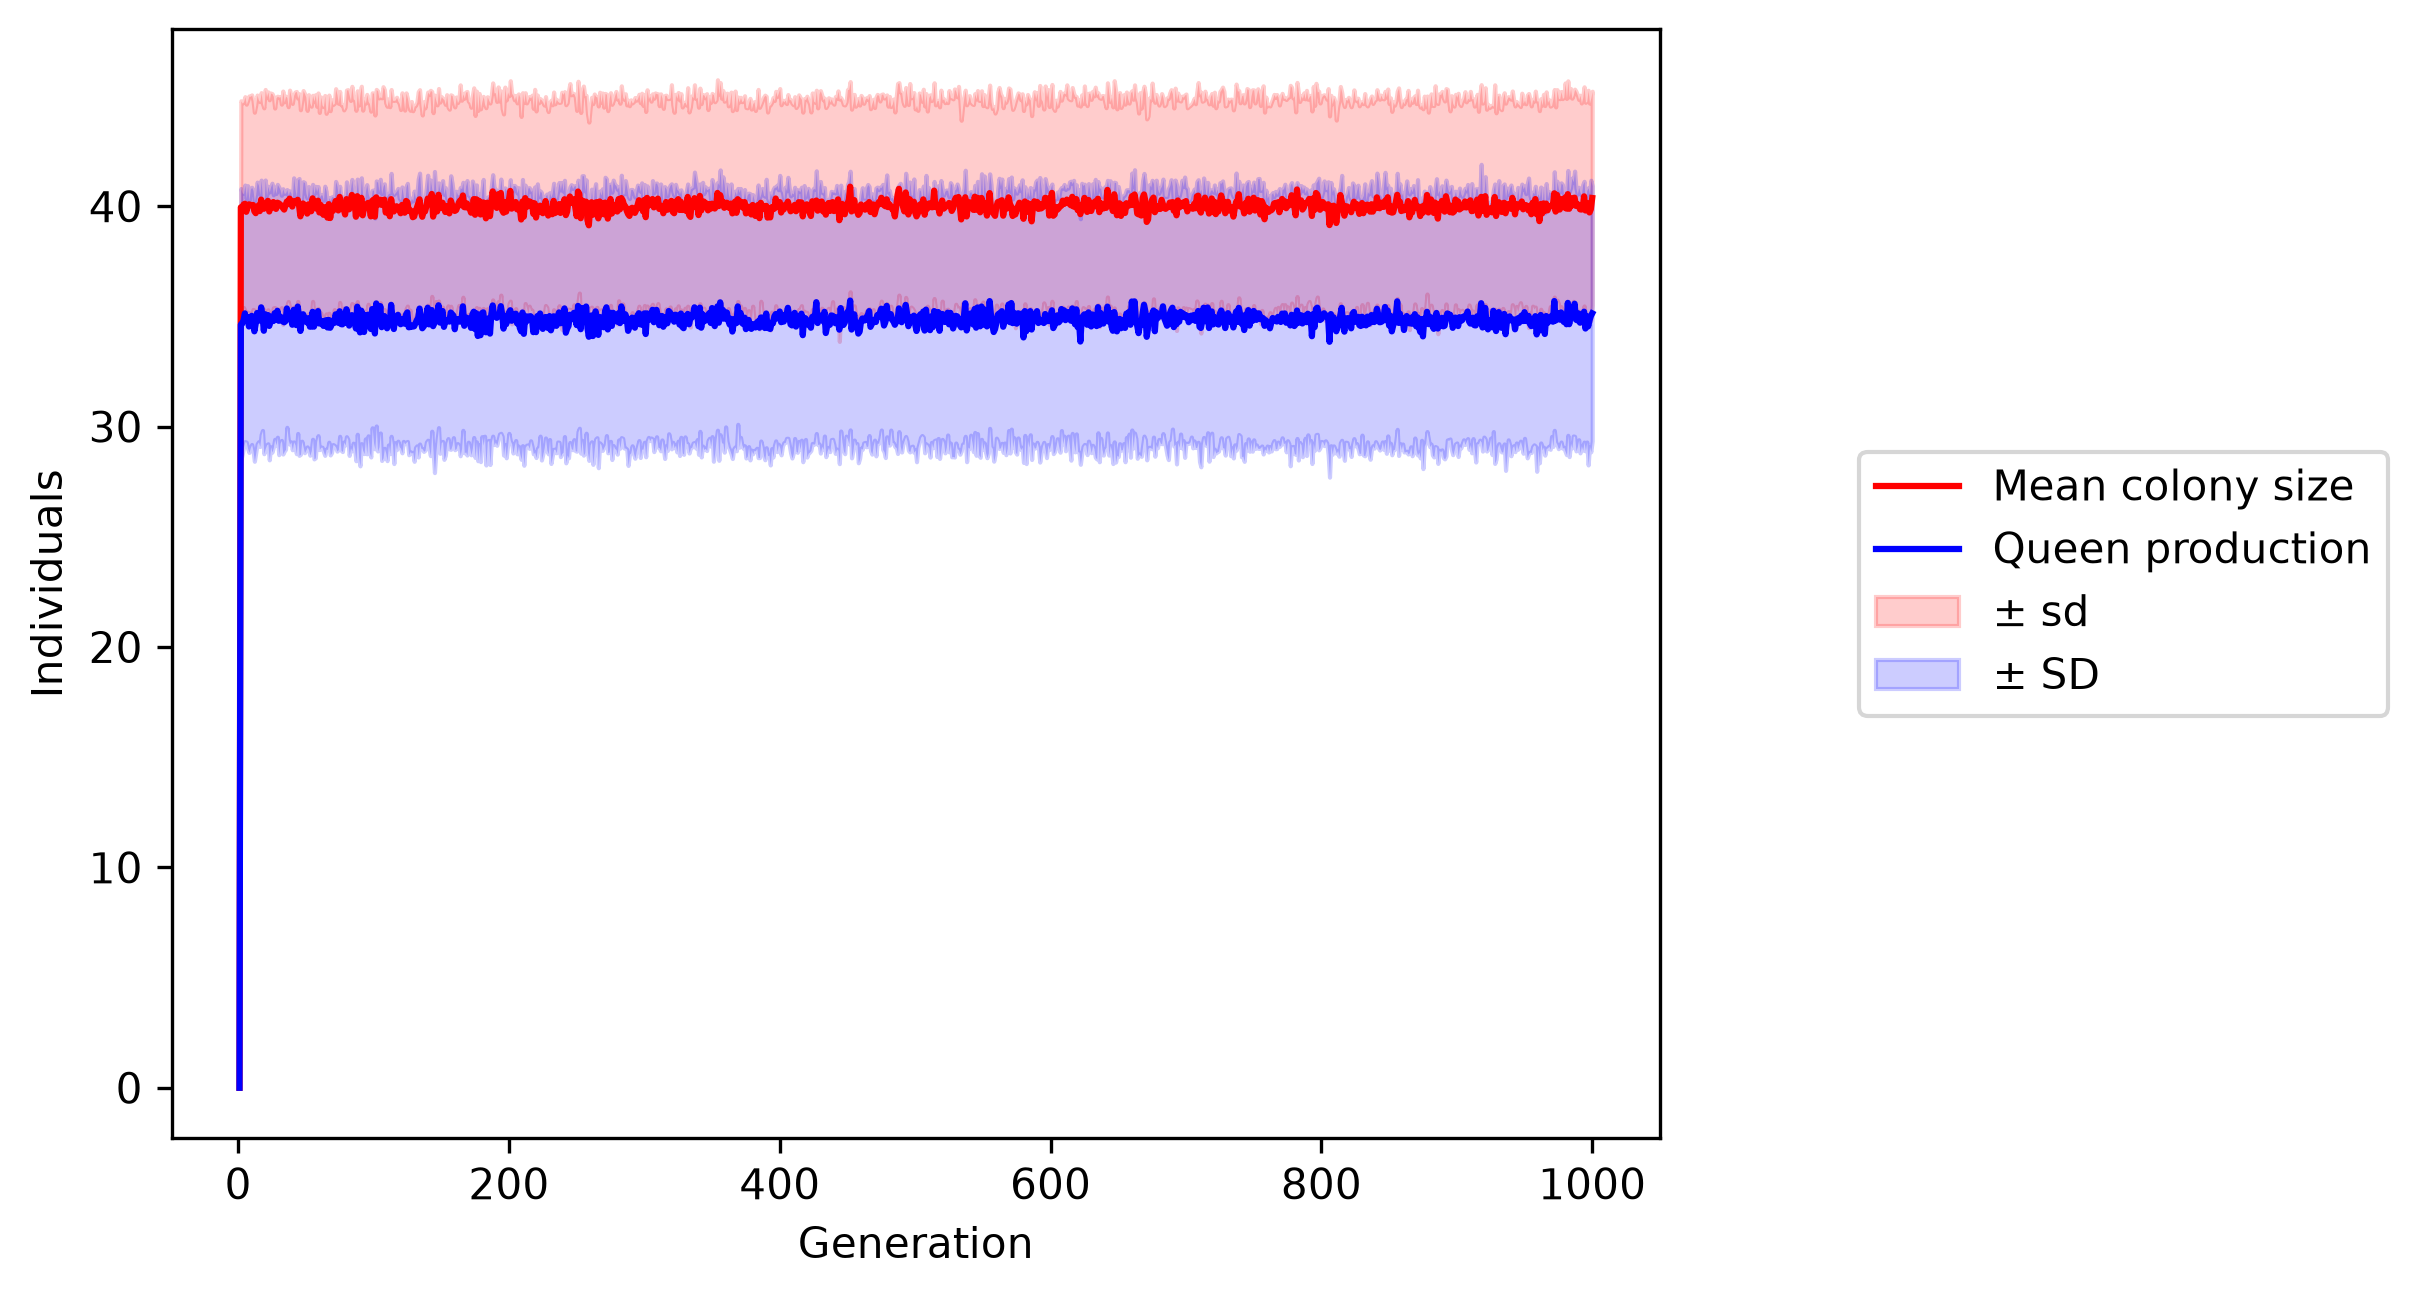 40
30
20
10
0
Individuals
0 200 400 600 800 1000
Generation
Mean colony size
Queen production
± sd
± SD